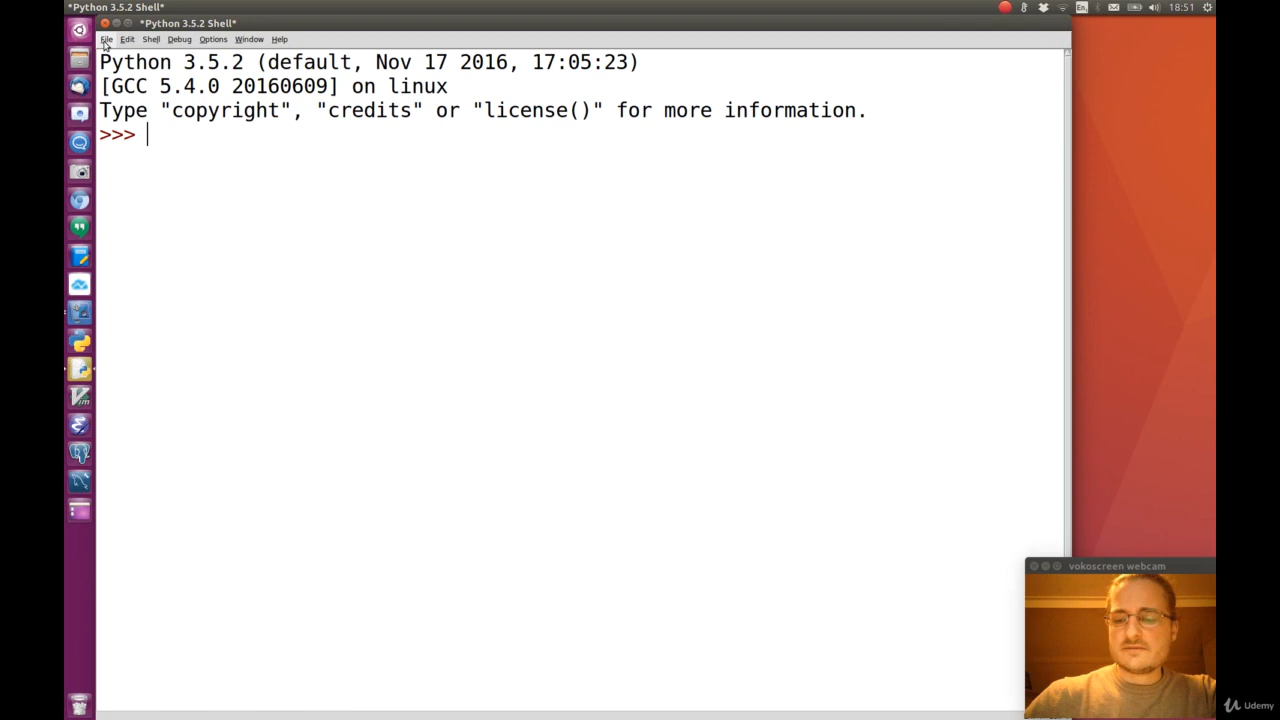 *Python 3.5.2 Shell*
En
18:51
*Python 3.5.2 Shell*
File Edit Shell Debug Options Window Help
Python 3.5.2 (default, Nov 17 2016, 17:05:23)
[GCC 5.4.0 20160609] on linux
Type "copyright", "credits" or "license()" for more information.
>>>
vokoscreen webcam
Udemy